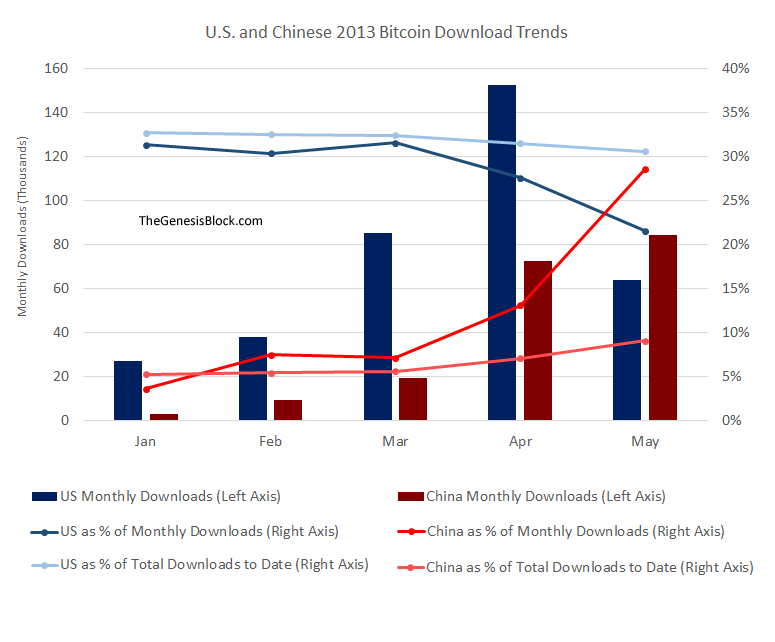 U.S. and Chinese 2013 Bitcoin Download Trends
Monthly Downloads (Thousands)
160
140
120
100
80
60
40
20
0
40%
35%
30%
25%
20%
15%
10%
5%
0%
TheGenesisBlock.com
Jan Feb Mar Apr May
US Monthly Downloads (Left Axis)
China Monthly Downloads (Left Axis)
US as % of Monthly Downloads (Right Axis)
China as % of Monthly Downloads (Right Axis)
US as % of Total Downloads to Date (Right Axis)
China as % of Total Downloads to Date (Right Axis)